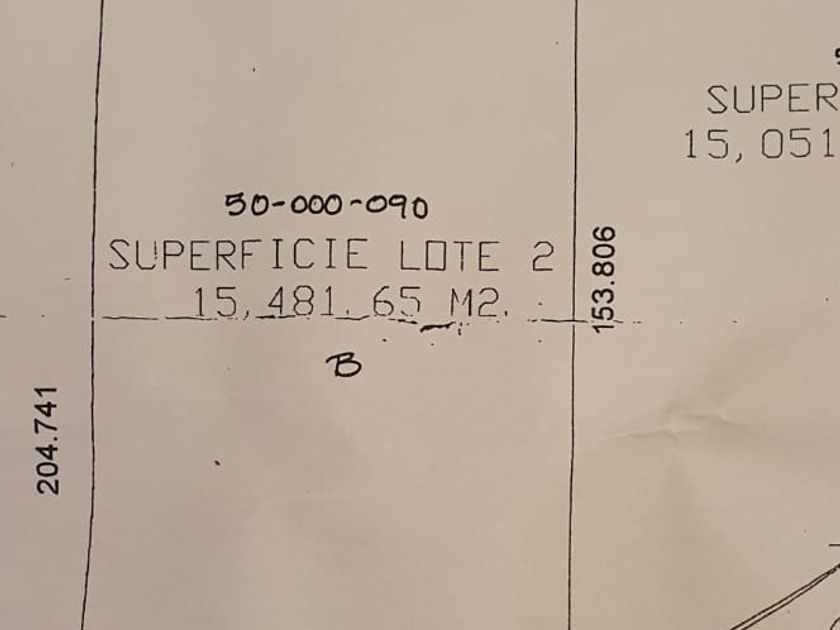 SUPER
15,051
50-000-090
SUPERFICIE LOTE 2
15,481.65 M2.
153.806
B
204.741